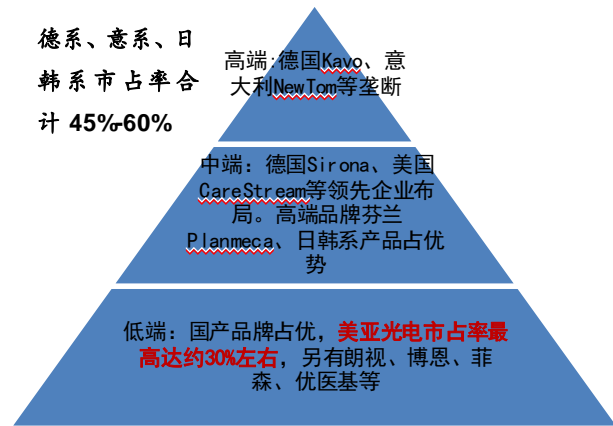 德系、意系、日
韩系市占率合
计 45%-60%
高端:德国Kavo、意
大利NewTom等垄断
中端：德国Sirona、美国
CareStream等领先企业布
局。高端品牌芬兰
Planmeca、日韩系产品占优
势
低端：国产品牌占优，美亚光电市占率最
高达约30%左右，另有朗视、博恩、菲
森、优医基等